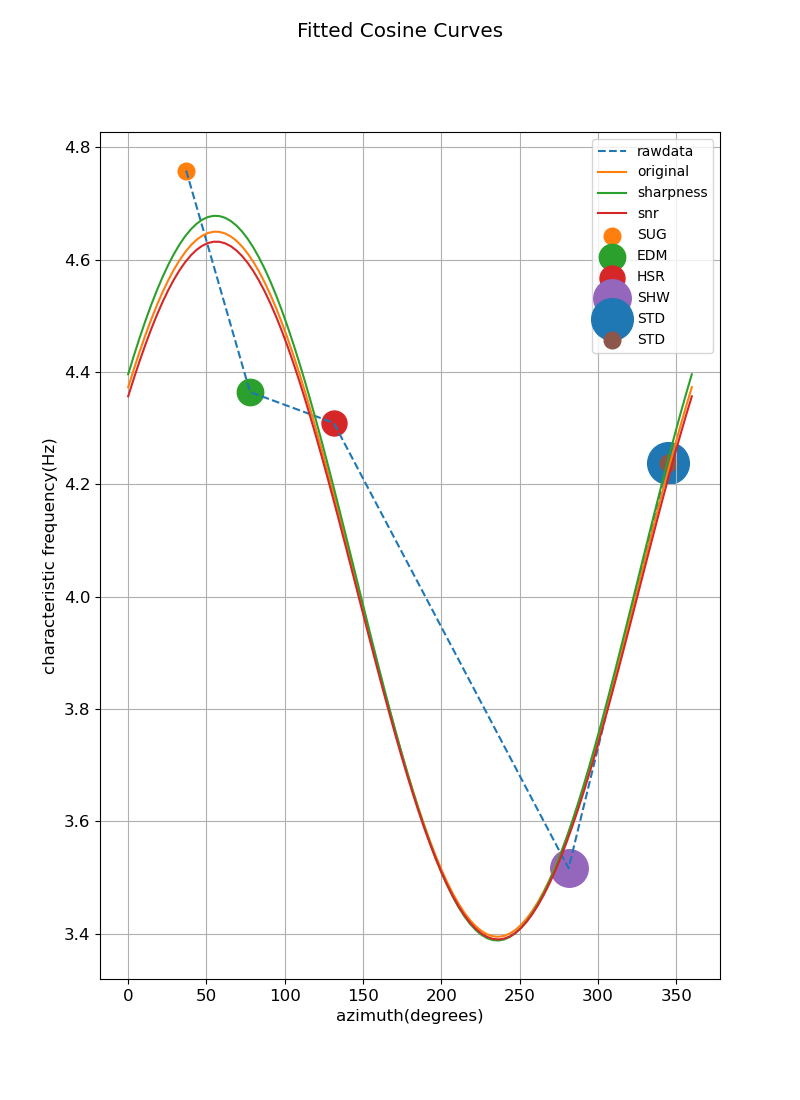 Fitted Cosine Curves
4.8
4.6
4.4
4.2
4.0
3.8
3.6
3.4
characteristic frequency(Hz)
rawdata
original
sharpness
snr
SUG
EDM
HSR
SHW
STD
STD
0 50 100 150 200 250 300 350
azimuth(degrees)